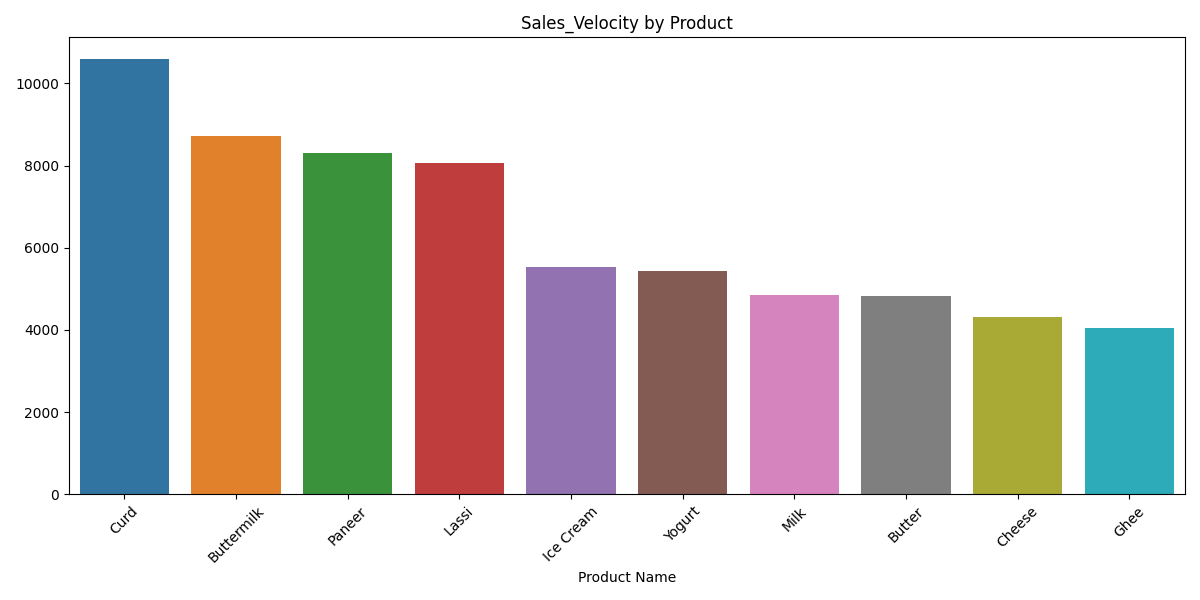 Sales_Velocity by Product
10000
8000
6000
4000
2000
0
Curd
Buttermilk
Paneer
Lassi
Ice Cream
Yogurt
Milk
Butter
Cheese
Ghee
Product Name